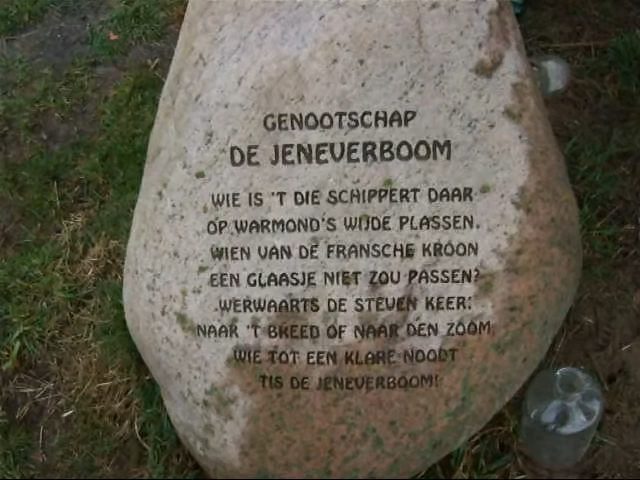 GENOOTSCHAP
DE JENEVERBOOM
WIE IS 'T DIE SCHIPPERT DAAR
OP WARMOND'S WIJDE PLASSEN.
WIEN VAN DE FRANSCHE KROON
EEN GLAASJE NIET ZOU PASSEN?
WERWAARTS DE STEVEN KEER:
NAAR 'T BREED OF NAAR DEN ZOOM
WIE TOT EEN KLARE NOODT
TIS DE JENEVERBOOM!